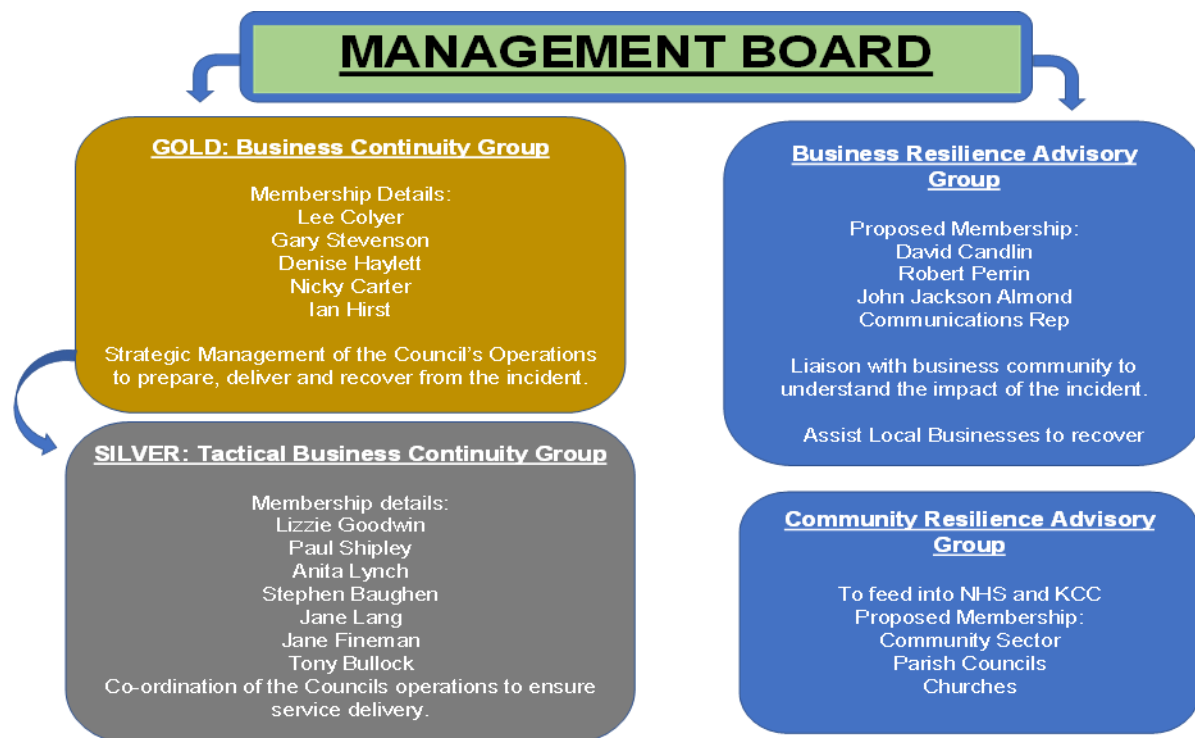 MANAGEMENT BOARD
GOLD: Business Continuity Group
Membership Details:
Lee Colyer
Gary Stevenson
Denise Haylett
Nicky Carter
Ian Hirst
Strategic Management of the Council's Operations
to prepare, deliver and recover from the incident.
SILVER: Tactical Business Continuity Group
Membership details:
Lizzie Goodwin
Paul Shipley
Anita Lynch
Stephen Baughen
Jane Lang
Jane Fineman
Tony Bullock
Co-ordination of the Councils operations to ensure
service delivery.
Business Resilience Advisory
Group
Proposed Membership:
David Candlin
Robert Perrin
John Jackson Almond
Communications Rep
Liaison with business community to
understand the impact of the incident.
Assist Local Businesses to recover
Community Resilience Advisory
Group
To feed into NHS and KCC
Proposed Membership:
Community Sector
Parish Councils
Churches